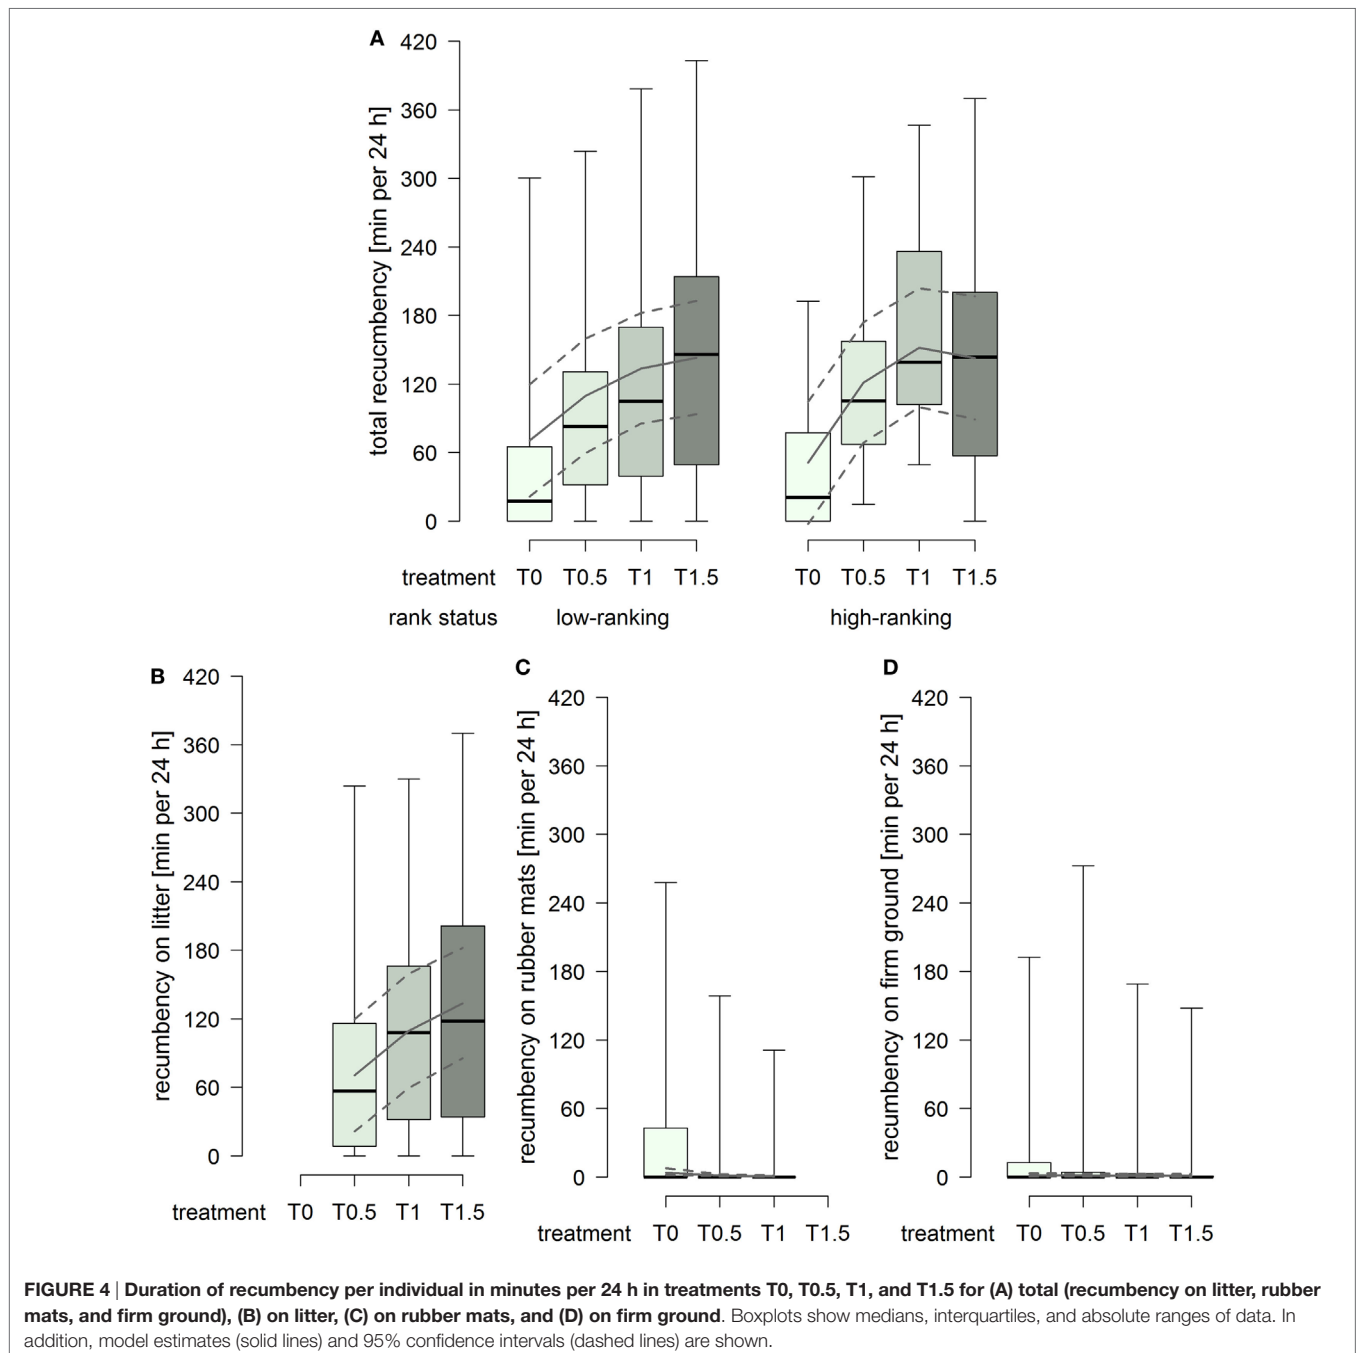 A
420
360
300
240
180
120
60
0
total recucmbency [min per 24 h]
treatment T0 T0.5 T1 T1.5 T0 T0.5 T1 T1.5
rank status low-ranking high-ranking
B
420
360
300
240
180
120
60
0
recumbency on litter [min per 24 h]
treatment T0 T0.5 T1 T1.5
C
420
360
300
240
180
120
60
0
recumbency on rubber mats [min per 24 h]
treatment T0 T0.5 T1 T1.5
D
420
360
300
240
180
120
60
0
recumbency on firm ground [min per 24 h]
treatment T0 T0.5 T1 T1.5
FIGURE 4 | Duration of recumbency per individual in minutes per 24 h in treatments T0, T0.5, T1, and T1.5 for (A) total (recumbency on litter, rubber
mats, and firm ground), (B) on litter, (C) on rubber mats, and (D) on firm ground. Boxplots show medians, interquartiles, and absolute ranges of data. In
addition, model estimates (solid lines) and 95% confidence intervals (dashed lines) are shown.